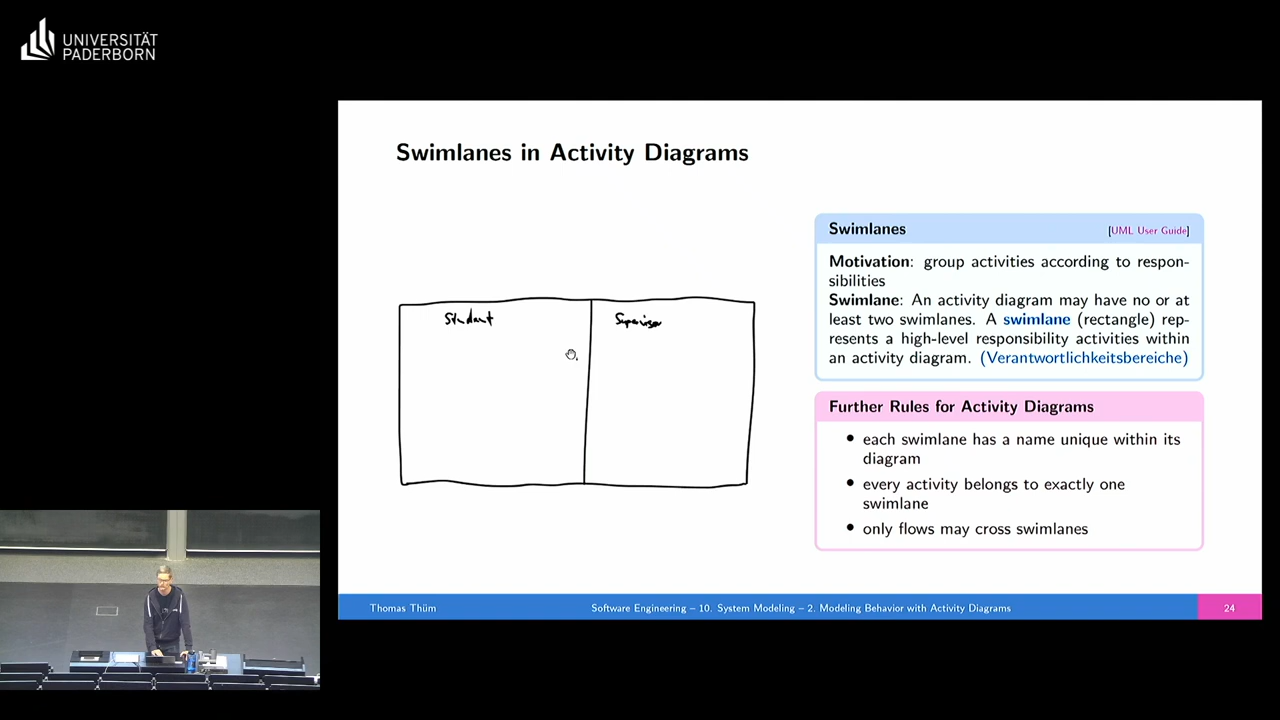 UNIVERSITÄT
PADERBORN
Swimlanes in Activity Diagrams
Student
Supervisor
Swimlanes [UML User Guide]
Motivation: group activities according to respon-
sibilities
Swimlane: An activity diagram may have no or at
least two swimlanes. A swimlane (rectangle) rep-
resents a high-level responsibility activities within
an activity diagram. (Verantwortlichkeitsbereiche)
Further Rules for Activity Diagrams
• each swimlane has a name unique within its
diagram
• every activity belongs to exactly one
swimlane
• only flows may cross swimlanes
Thomas Thüm Software Engineering – 10. System Modeling – 2. Modeling Behavior with Activity Diagrams 24